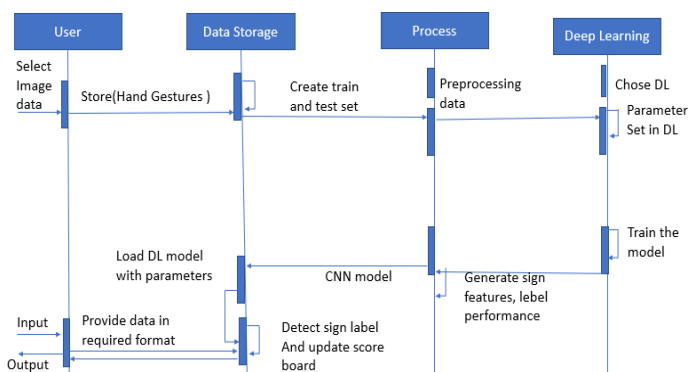 User
Data Storage
Process
Deep Learning
Select
Image
data
Store(Hand Gestures )
Create train
and test set
Preprocessing
data
Chose DL
Parameter
Set in DL
Train the
model
Load DL model
with parameters
CNN model
Generate sign
features, lebel
performance
Input
Provide data in
required format
Detect sign label
And update score
board
Output